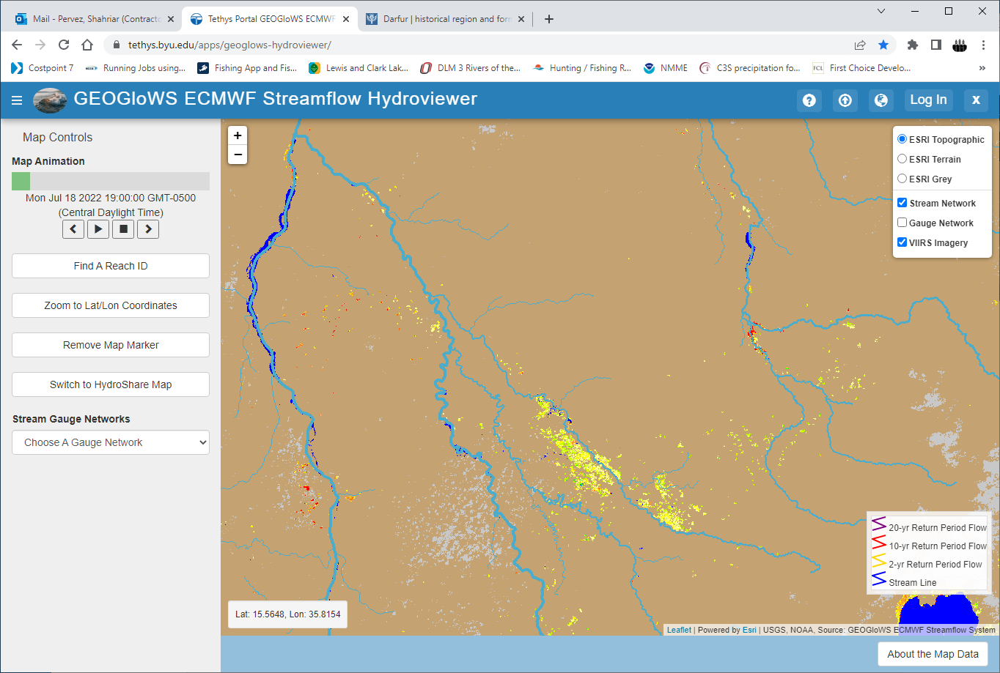 Mail - Pervez, Shahriar (Contracto
Tethys Portal GEOGloWS ECMWF
Darfur | historical region and form
tethys.byu.edu/apps/geoglows-hydroviewer/
Costpoint 7
Running Jobs using...
Fishing App and Fis...
Lewis and Clark Lak...
DLM 3 Rivers of the...
Hunting / Fishing R...
NMME
C3S precipitation fo...
FCL
First Choice Develo...
»
GEOGloWS ECMWF Streamflow Hydroviewer
Log In
X
Map Controls
Map Animation
Mon Jul 18 2022 19:00:00 GMT-0500
(Central Daylight Time)
Find A Reach ID
Zoom to Lat/Lon Coordinates
Remove Map Marker
Switch to HydroShare Map
Stream Gauge Networks
Choose A Gauge Network
+
−
ESRI Topographic
ESRI Terrain
ESRI Grey
Stream Network
Gauge Network
VIIRS Imagery
20-yr Return Period Flow
10-yr Return Period Flow
2-yr Return Period Flow
Stream Line
Lat: 15.5648, Lon: 35.8154
Leaflet | Powered by Esri | USGS, NOAA, Source: GEOGloWS ECMWF Streamflow System
About the Map Data